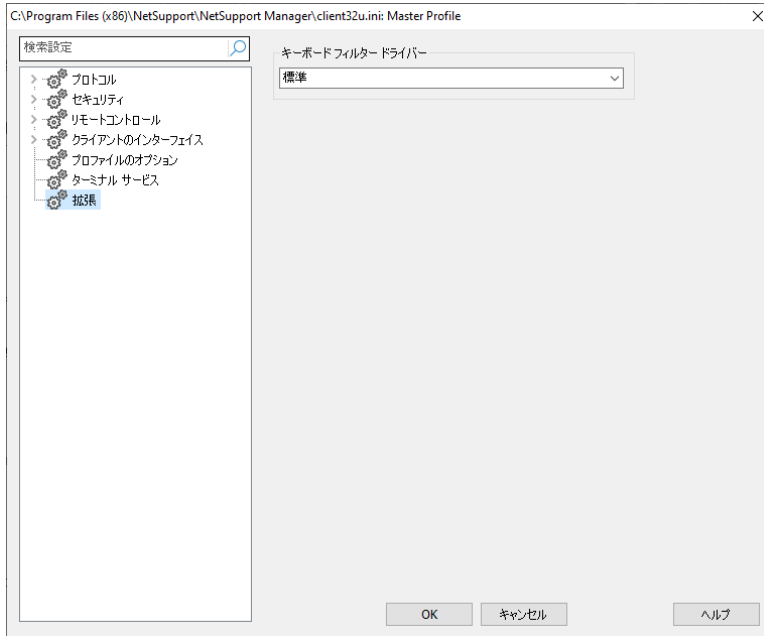 C:\Program Files (x86)\NetSupport\NetSupport Manager\client32u.ini: Master Profile
検索設定
プロトコル
セキュリティ
リモートコントロール
クライアントのインターフェイス
プロファイルのオプション
ターミナル サービス
拡張
キーボード フィルター ドライバー
標準
OK
キャンセル
ヘルプ